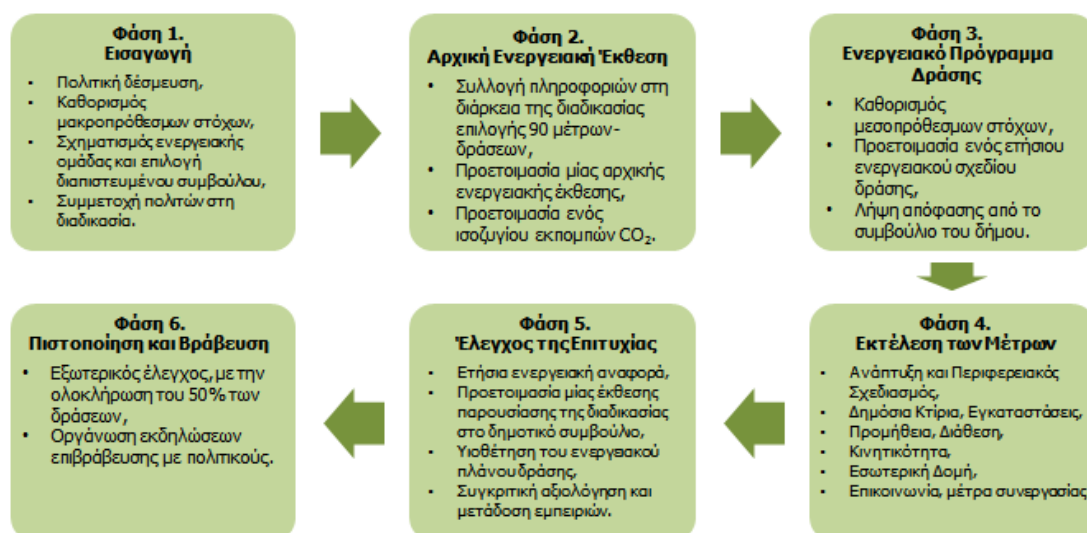 Φάση 1.
Εισαγωγή
• Πολιτική δέσμευση,
• Καθορισμός
μακροπρόθεσμων στόχων,
• Σχηματισμός ενεργειακής
ομάδας και επιλογή
διαπιστευμένου συμβούλου,
• Συμμετοχή πολιτών στη
διαδικασία.
Φάση 2.
Αρχική Ενεργειακή Έκθεση
• Συλλογή πληροφοριών στη
διάρκεια της διαδικασίας
επιλογής 90 μέτρων-
δράσεων,
• Προετοιμασία μίας αρχικής
ενεργειακής έκθεσης,
• Προετοιμασία ενός
ισοζυγίου εκπομπών CO₂.
Φάση 3.
Ενεργειακό Πρόγραμμα
Δράσης
• Καθορισμός
μεσοπρόθεσμων στόχων,
• Προετοιμασία ενός ετήσιου
ενεργειακού σχεδίου
δράσης,
• Λήψη απόφασης από το
συμβούλιο του δήμου.
Φάση 4.
Εκτέλεση των Μέτρων
• Ανάπτυξη και Περιφερειακός
Σχεδιασμός,
• Δημόσια Κτίρια, Εγκαταστάσεις,
• Προμήθεια, Διάθεση,
• Κινητικότητα,
• Εσωτερική Δομή,
• Επικοινωνία, μέτρα συνεργασίας
Φάση 5.
Έλεγχος της Επιτυχίας
• Ετήσια ενεργειακή αναφορά,
• Προετοιμασία μίας έκθεσης
παρουσίασης της διαδικασίας
στο δημοτικό συμβούλιο,
• Υιοθέτηση του ενεργειακού
πλάνου δράσης,
• Συγκριτική αξιολόγηση και
μετάδοση εμπειριών.
Φάση 6.
Πιστοποίηση και Βράβευση
• Εξωτερικός έλεγχος, με την
ολοκλήρωση του 50% των
δράσεων,
• Οργάνωση εκδηλώσεων
επιβράβευσης με πολιτικούς.